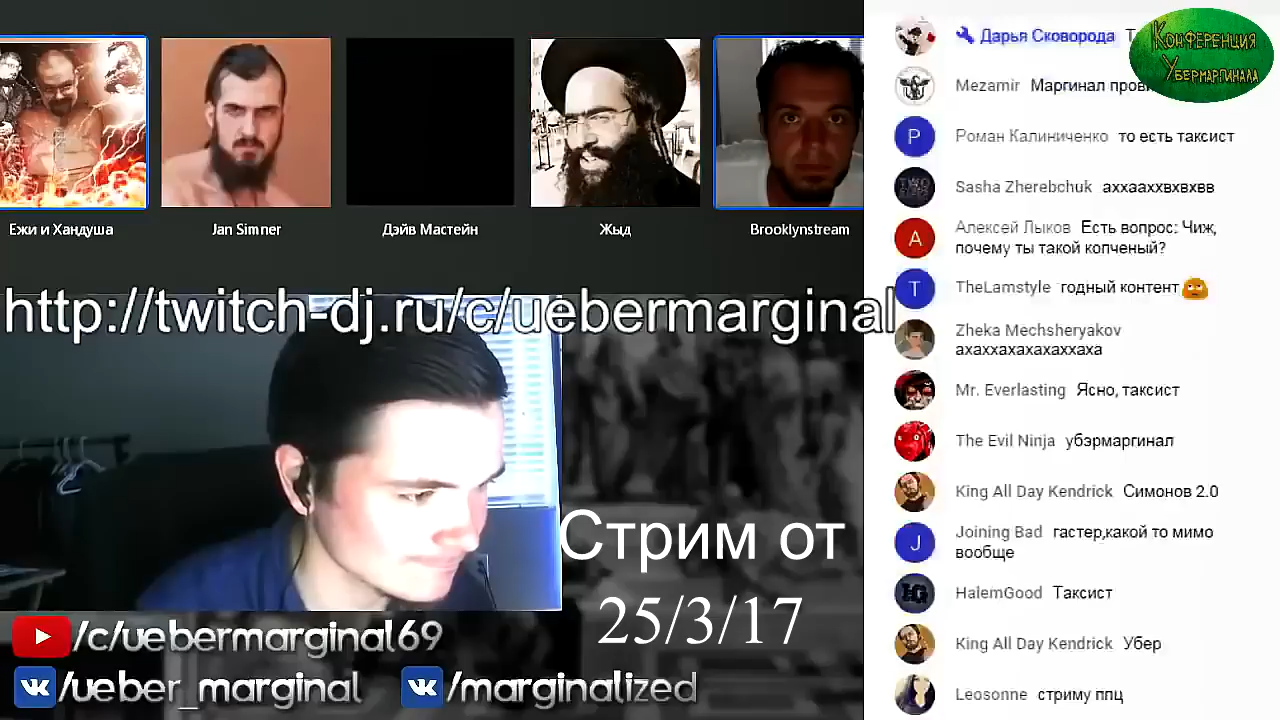 Ежи и Хандуша
Jan Simner
Дэйв Мастейн
Жыд
Brooklynstream
http://twitch-dj.ru/c/uebermarginal
Стрим от
25/3/17
/c/uebermarginal69
/ueber_marginal
/marginalized
Конференция
Убермаргинала
Дарья Сковорода
Mezamir Маргинал
Роман Калиниченко то есть таксист
Sasha Zherebchuk аххааххвхвхвв
Алексей Лыков Есть вопрос: Чиж,
почему ты такой копченый?
TheLamstyle годный контент
Zheka Mechsheryakov
ахаххахахахаххаха
Mr. Everlasting Ясно, таксист
The Evil Ninja убэрмаргинал
King All Day Kendrick Симонов 2.0
Joining Bad гастер,какой то мимо
вообще
HalemGood Таксист
King All Day Kendrick Убер
Leosonne стриму ппц